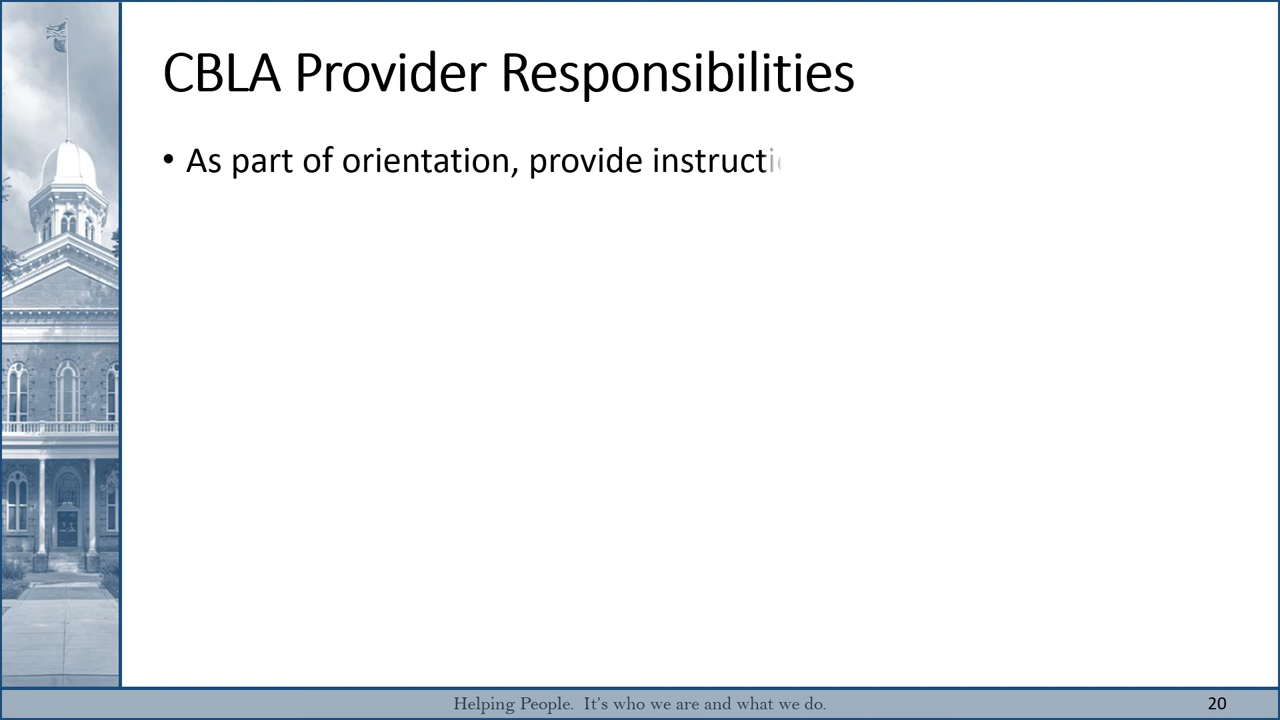 CBLA Provider Responsibilities
• As part of orientation, provide
Helping People. It's who we are and what we do.
20